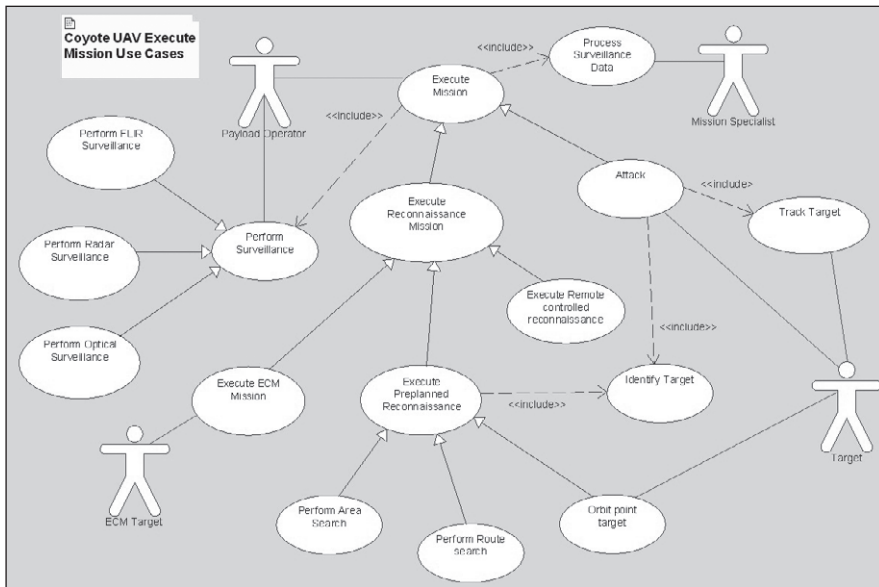 Coyote UAV Execute
Mission Use Cases
Payload Operator
Execute
Mission
<<include>>
Process
Surveillance
Data
Mission Specialist
<<include>>
Perform FLIR
Surveillance
Attack
<<include>
Track Target
Execute
Reconnaissance
Mission
Perform
Surveillance
Perform Radar
Surveillance
Execute Remote
controlled
reconnaissance
<<include>>
Perform Optical
Surveillance
Execute ECM
Mission
Execute
Preplanned
Reconnaissance
<<include>>
Identify Target
Target
ECM Target
Perform Area
Search
Perform Route
search
Orbit point
target